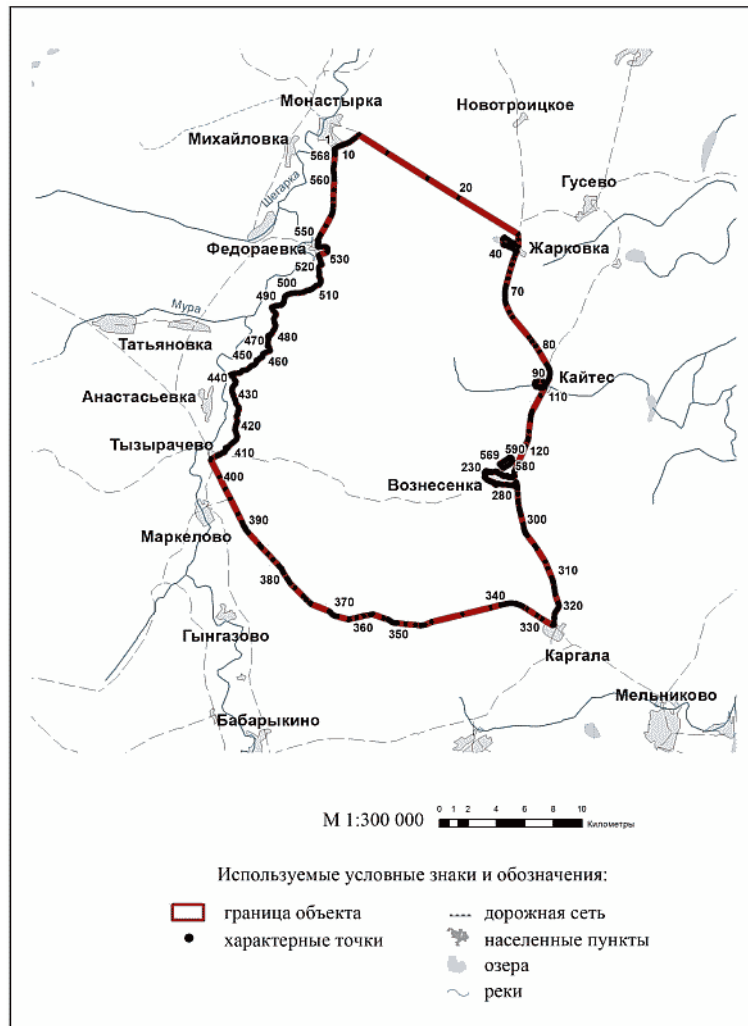 Монастырка
Новотроицкое
Михайловка
1
568
10
560
20
Гусево
Шегарка
550
Федораевка
530
40
Жарковка
520
500
510
490
70
Мура
480
470
Татьяновка
80
450
460
440
90
Кайтес
Анастасьевка
430
110
420
Тызырачево
410
590
120
569
230
580
400
Вознесенка
280
Маркелово
390
300
380
310
370
340
320
Гынгазово
360
350
330
Каргала
Мельниково
Бабарыкино
М 1:300 000
0 1 2 4 6 8 10
Километры
Используемые условные знаки и обозначения:
граница объекта
дорожная сеть
характерные точки
населенные пункты
озера
реки